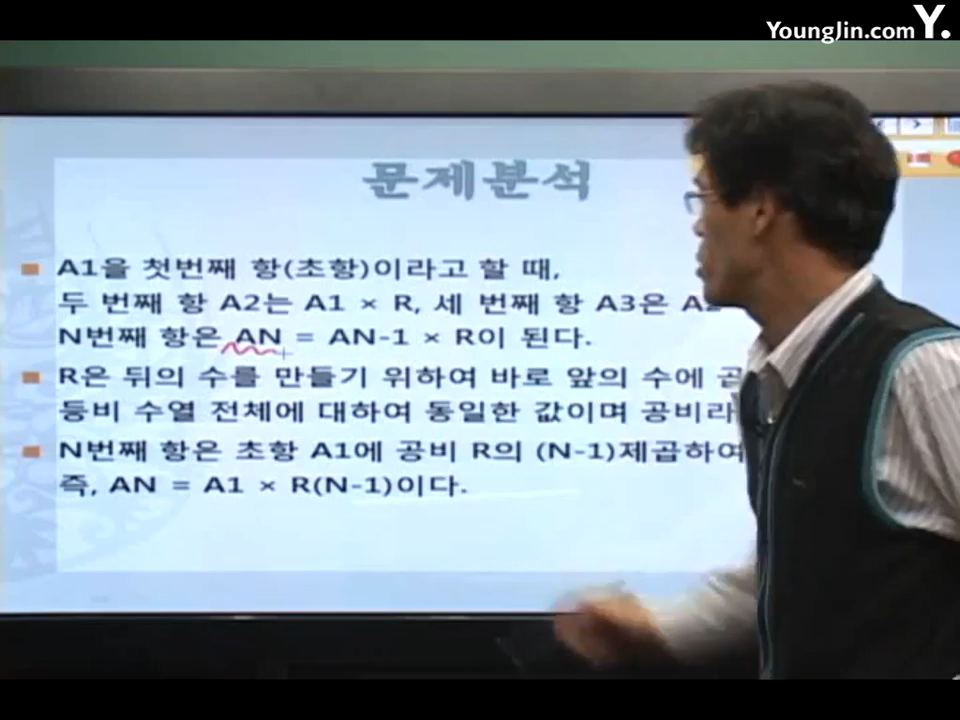 YoungJin.com Y.
문제분석
A1을 첫번째 항(초항)이라고 할 때,
두 번째 항 A2는 A1 × R, 세 번째 항 A3은
N번째 항은 AN = AN-1 × R이 된다.
R은 뒤의 수를 만들기 위하여 바로 앞의 수에
등비 수열 전체에 대하여 동일한 값이며
N번째 항은 초항 A1에 공비 R의 (N-1)제곱하여
즉, AN = A1 × R(N-1)이다.